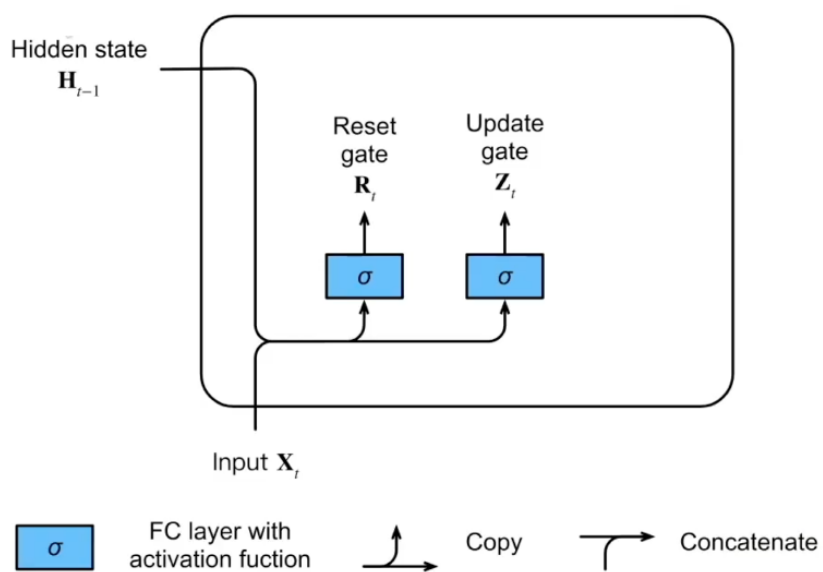 Hidden state
H_{t−1}
Reset
gate
R_t
Update
gate
Z_t
σ
σ
Input X_t
σ
FC layer with
activation fuction
Copy
Concatenate